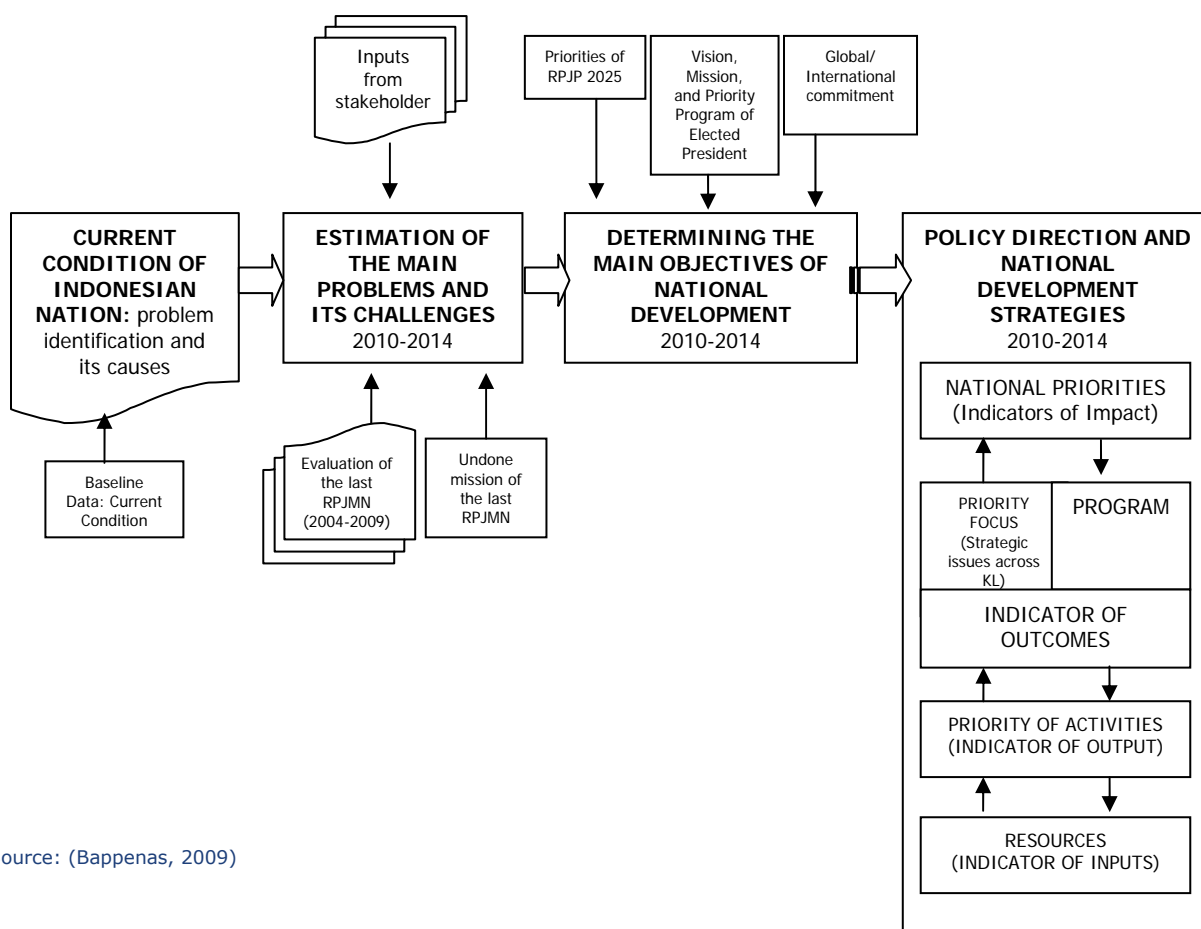 Inputs
from
stakeholder
Priorities of
RPJP 2025
Vision,
Mission,
and Priority
Program of
Elected
President
Global/
International
commitment
CURRENT
CONDITION OF
INDONESIAN
NATION: problem
identification and
its causes
ESTIMATION OF
THE MAIN
PROBLEMS AND
ITS CHALLENGES
2010-2014
DETERMINING THE
MAIN OBJECTIVES OF
NATIONAL
DEVELOPMENT
2010-2014
POLICY DIRECTION AND
NATIONAL
DEVELOPMENT
STRATEGIES
2010-2014
Baseline
Data: Current
Condition
Evaluation of
the last
RPJMN
(2004-2009)
Undone
mission of
the last
RPJMN
NATIONAL PRIORITIES
(Indicators of Impact)
PRIORITY
FOCUS
(Strategic
issues across
KL)
PROGRAM
INDICATOR OF
OUTCOMES
PRIORITY OF ACTIVITIES
(INDICATOR OF OUTPUT)
RESOURCES
(INDICATOR OF INPUTS)
ource: (Bappenas, 2009)